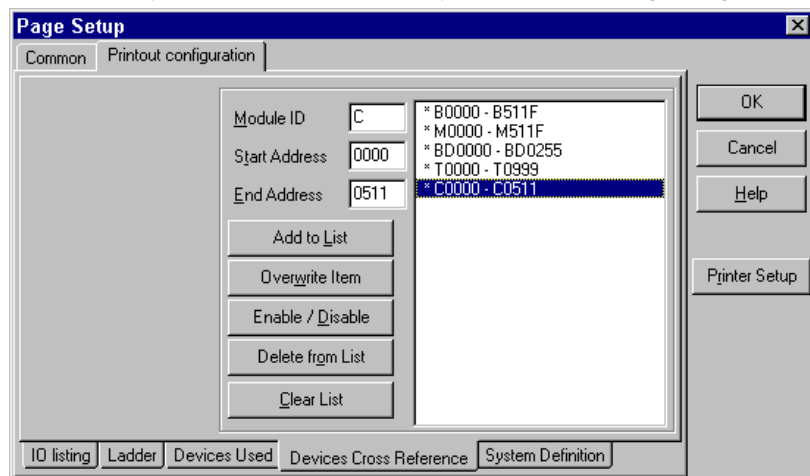 Page Setup
Common
Printout configuration
Module ID
C
Start Address
0000
End Address
0511
Add to List
Overwrite Item
Enable / Disable
Delete from List
Clear List
* B0000 - B511F
* M0000 - M511F
* BD0000 - BD0255
* T0000 - T0999
* C0000 - C0511
OK
Cancel
Help
Printer Setup
IO listing
Ladder
Devices Used
Devices Cross Reference
System Definition